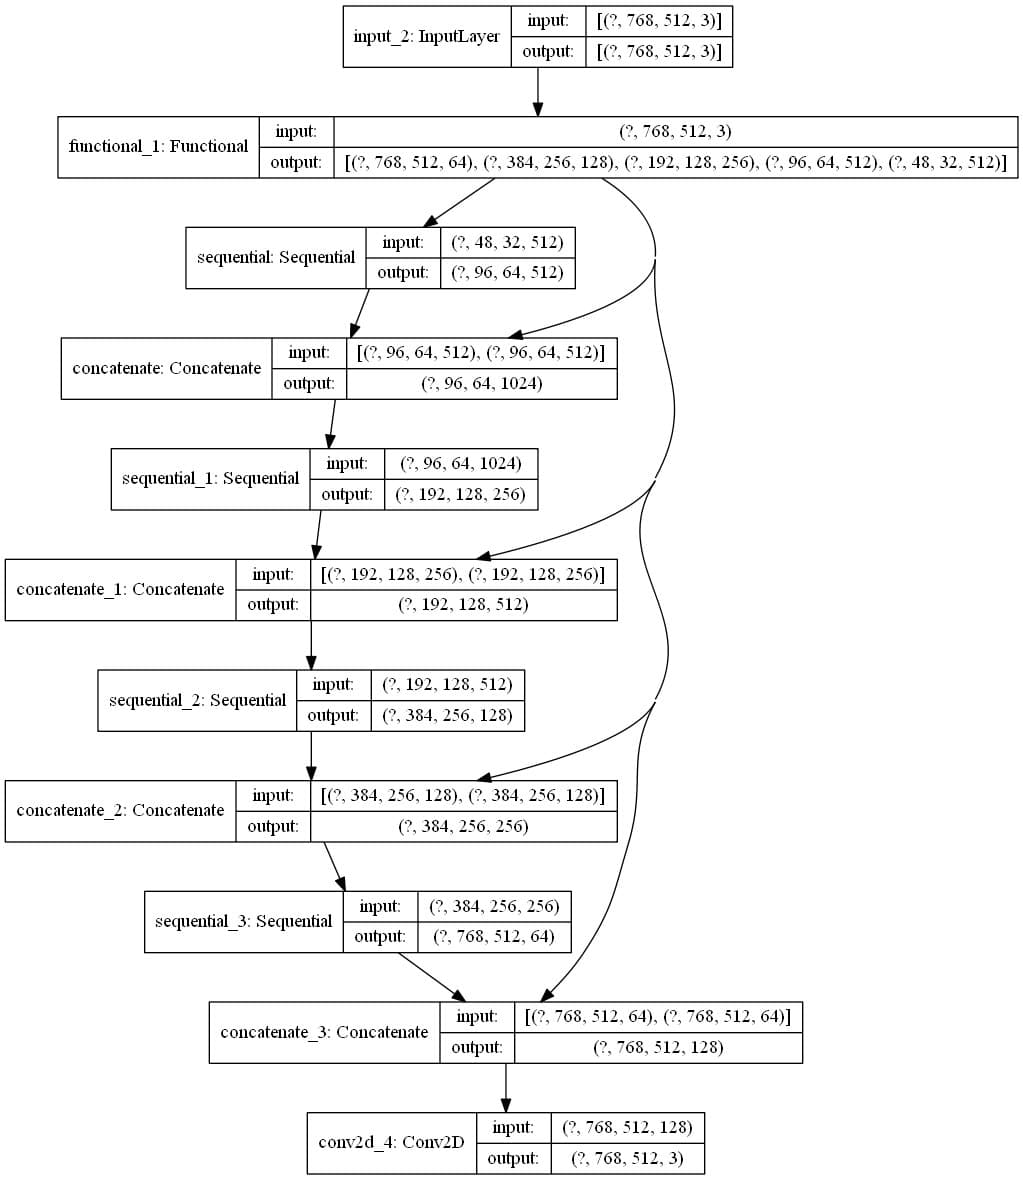 input_2: InputLayer
input: [(?, 768, 512, 3)]
output: [(?, 768, 512, 3)]
functional_1: Functional
input: (?, 768, 512, 3)
output: [(?, 768, 512, 64), (?, 384, 256, 128), (?, 192, 128, 256), (?, 96, 64, 512), (?, 48, 32, 512)]
sequential: Sequential
input: (?, 48, 32, 512)
output: (?, 96, 64, 512)
concatenate: Concatenate
input: [(?, 96, 64, 512), (?, 96, 64, 512)]
output: (?, 96, 64, 1024)
sequential_1: Sequential
input: (?, 96, 64, 1024)
output: (?, 192, 128, 256)
concatenate_1: Concatenate
input: [(?, 192, 128, 256), (?, 192, 128, 256)]
output: (?, 192, 128, 512)
sequential_2: Sequential
input: (?, 192, 128, 512)
output: (?, 384, 256, 128)
concatenate_2: Concatenate
input: [(?, 384, 256, 128), (?, 384, 256, 128)]
output: (?, 384, 256, 256)
sequential_3: Sequential
input: (?, 384, 256, 256)
output: (?, 768, 512, 64)
concatenate_3: Concatenate
input: [(?, 768, 512, 64), (?, 768, 512, 64)]
output: (?, 768, 512, 128)
conv2d_4: Conv2D
input: (?, 768, 512, 128)
output: (?, 768, 512, 3)